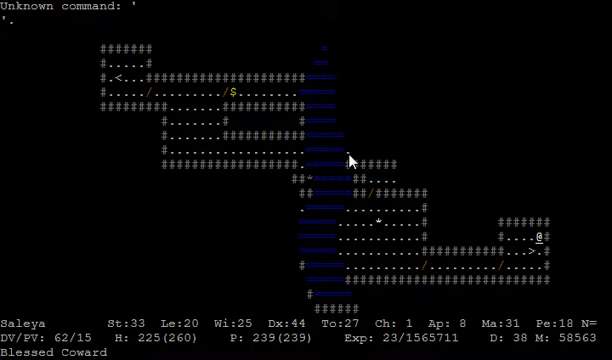 Unknown command: '
'.
#######
#.....#
#.<...######################
#...../........../$........
#########.......############
#.......#
#.......############
#...................
####################.
Saleya St:33 Le:20 Wi:25 Dx:44 To:27 Ch: 1 Ap: 8 Ma:31 Pe:18 N=
DV/PV: 62/15 H: 225(260) P: 239(239) Exp: 23/1565711 D: 38 M: 58563
Blessed Coward